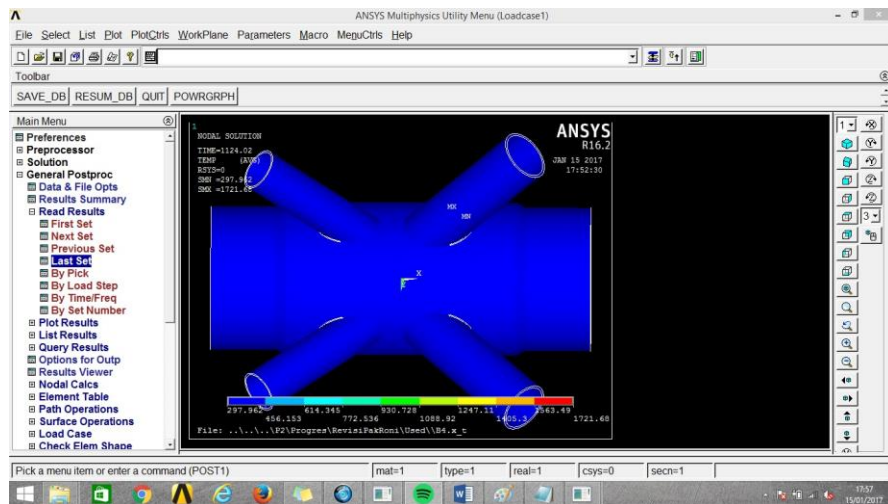 ANSYS Multiphysics Utility Menu (Loadcase1)
File Select List Plot PlotCtrls WorkPlane Parameters Macro MenuCtrls Help
Toolbar
SAVE_DB RESUM_DB QUIT POWRGRPH
Main Menu
Preferences
Preprocessor
Solution
General Postproc
Data & File Opts
Results Summary
Read Results
First Set
Next Set
Previous Set
Last Set
By Pick
By Load Step
By Time/Freq
By Set Number
Plot Results
List Results
Query Results
Options for Outp
Results Viewer
Nodal Calcs
Element Table
Path Operations
Surface Operations
Load Case
Check Elem Shape
1
NODAL SOLUTION
TIME=1124.02
TEMP (AVG)
RSYS=0
SMN =297.962
SMX =1721.68
ANSYS
R16.2
JAN 15 2017
17:52:30
MX
MN
X
297.962 614.345 930.728 1247.11 1563.49
456.153 772.536 1088.92 1405.3 1721.68
File: ..\..\..\P2\Progres\RevisiPakRoni\Used\\B4.x_t
1
3
Pick a menu item or enter a command (POST1)
mat=1 type=1 real=1 csys=0 secn=1
17:57
15/01/2017